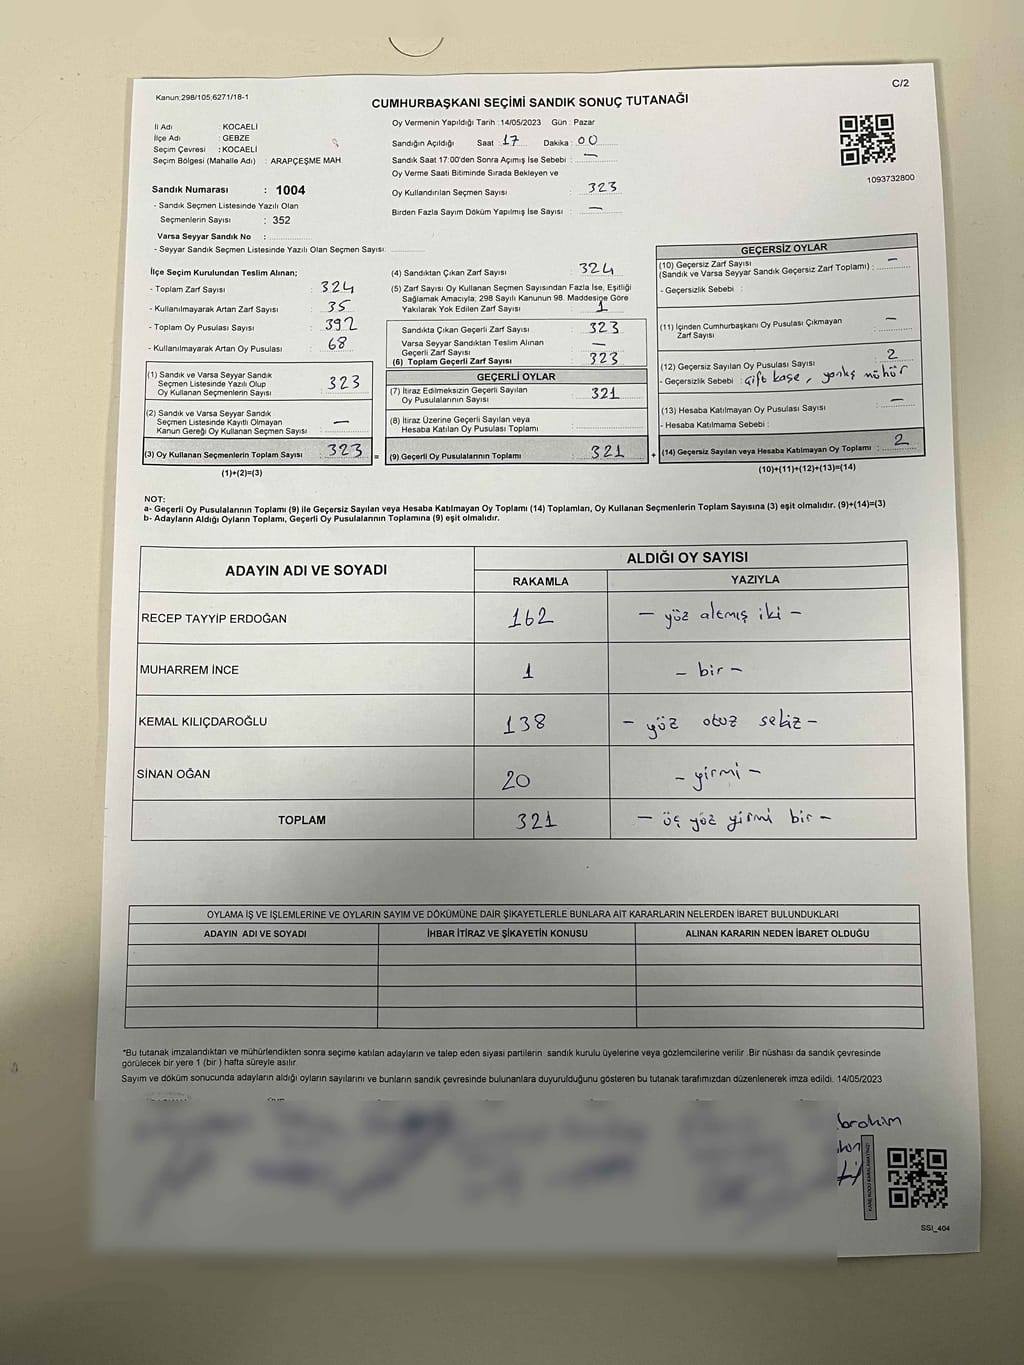 Kanun:298/105;6271/18-1
C/2
CUMHURBAŞKANI SEÇİMİ SANDIK SONUÇ TUTANAĞI
İl Adı : KOCAELİ
İlçe Adı : GEBZE
Seçim Çevresi : KOCAELİ
Seçim Bölgesi (Mahalle Adı) : ARAPÇEŞME MAH
Sandık Numarası : 1004
- Sandık Seçmen Listesinde Yazılı Olan
Seçmenlerin Sayısı : 352
Varsa Seyyar Sandık No :
- Seyyar Sandık Seçmen Listesinde Yazılı Olan Seçmen Sayısı:
Oy Vermenin Yapıldığı Tarih : 14/05/2023 Gün : Pazar
Sandığın Açıldığı Saat : 17 Dakika : 00
Sandık Saat 17:00'den Sonra Açımış İse Sebebi : —
Oy Verme Saati Bitiminde Sırada Bekleyen ve
Oy Kullandırılan Seçmen Sayısı : 323
Birden Fazla Sayım Döküm Yapılmış İse Sayısı : —
1093732800
İlçe Seçim Kurulundan Teslim Alınan;
- Toplam Zarf Sayısı : 324
- Kullanılmayarak Artan Zarf Sayısı : 35
- Toplam Oy Pusulası Sayısı : 392
- Kullanılmayarak Artan Oy Pusulası : 68
(1) Sandık ve Varsa Seyyar Sandık
Seçmen Listesinde Yazılı Olup
Oy Kullanan Seçmenlerin Sayısı : 323
(2) Sandık ve Varsa Seyyar Sandık
Seçmen Listesinde Kayıtlı Olmayan
Kanun Gereği Oy Kullanan Seçmen Sayısı : —
(3) Oy Kullanan Seçmenlerin Toplam Sayısı : 323 =
(1)+(2)=(3)
(4) Sandıktan Çıkan Zarf Sayısı : 324
(5) Zarf Sayısı Oy Kullanan Seçmen Sayısından Fazla İse, Eşitliği
Sağlamak Amacıyla; 298 Sayılı Kanunun 98. Maddesine Göre
Yakılarak Yok Edilen Zarf Sayısı : 1
Sandıkta Çıkan Geçerli Zarf Sayısı : 323
Varsa Seyyar Sandıktan Teslim Alınan
Geçerli Zarf Sayısı : —
(6) Toplam Geçerli Zarf Sayısı : 323
GEÇERLİ OYLAR
(7) İtiraz Edilmeksizin Geçerli Sayılan
Oy Pusulalarının Sayısı : 321
(8) İtiraz Üzerine Geçerli Sayılan veya
Hesaba Katılan Oy Pusulası Toplamı :
(9) Geçerli Oy Pusulalarının Toplamı : 321 +
GEÇERSİZ OYLAR
(10) Geçersiz Zarf Sayısı
(Sandık ve Varsa Seyyar Sandık Geçersiz Zarf Toplamı) : —
- Geçersizlik Sebebi :
(11) İçinden Cumhurbaşkanı Oy Pusulası Çıkmayan
Zarf Sayısı : —
(12) Geçersiz Sayılan Oy Pusulası Sayısı : 2
- Geçersizlik Sebebi : Çift kaşe, yanlış mühür
(13) Hesaba Katılmayan Oy Pusulası Sayısı : —
- Hesaba Katılmama Sebebi :
(14) Geçersiz Sayılan veya Hesaba Katılmayan Oy Toplamı : 2
(10)+(11)+(12)+(13)=(14)
NOT:
a- Geçerli Oy Pusulalarının Toplamı (9) ile Geçersiz Sayılan veya Hesaba Katılmayan Oy Toplamı (14) Toplamları, Oy Kullanan Seçmenlerin Toplam Sayısına (3) eşit olmalıdır. (9)+(14)=(3)
b- Adayların Aldığı Oyların Toplamı, Geçerli Oy Pusulalarının Toplamına (9) eşit olmalıdır.
ADAYIN ADI VE SOYADI ALDIĞI OY SAYISI
RAKAMLA YAZIYLA
RECEP TAYYİP ERDOĞAN 162 — yüz altmış iki —
MUHARREM İNCE 1 — bir —
KEMAL KILIÇDAROĞLU 138 — yüz otuz sekiz —
SİNAN OĞAN 20 — yirmi —
TOPLAM 321 — üç yüz yirmi bir —
OYLAMA İŞ VE İŞLEMLERİNE VE OYLARIN SAYIM VE DÖKÜMÜNE DAİR ŞİKAYETLERLE BUNLARA AİT KARARLARIN NELERDEN İBARET BULUNDUKLARI
ADAYIN ADI VE SOYADI İHBAR İTİRAZ VE ŞİKAYETİN KONUSU ALINAN KARARIN NEDEN İBARET OLDUĞU
*Bu tutanak imzalandıktan ve mühürlendikten sonra seçime katılan adayların ve talep eden siyasi partilerin sandık kurulu üyelerine veya gözlemcilerine verilir .Bir nüshası da sandık çevresinde
görülecek bir yere 1 (bir ) hafta süreyle asılır.
Sayım ve döküm sonucunda adayların aldığı oyların sayılarını ve bunların sandık çevresinde bulunanlara duyurulduğunu gösteren bu tutanak tarafımızdan düzenlenerek imza edildi. 14/05/2023
SSI_404